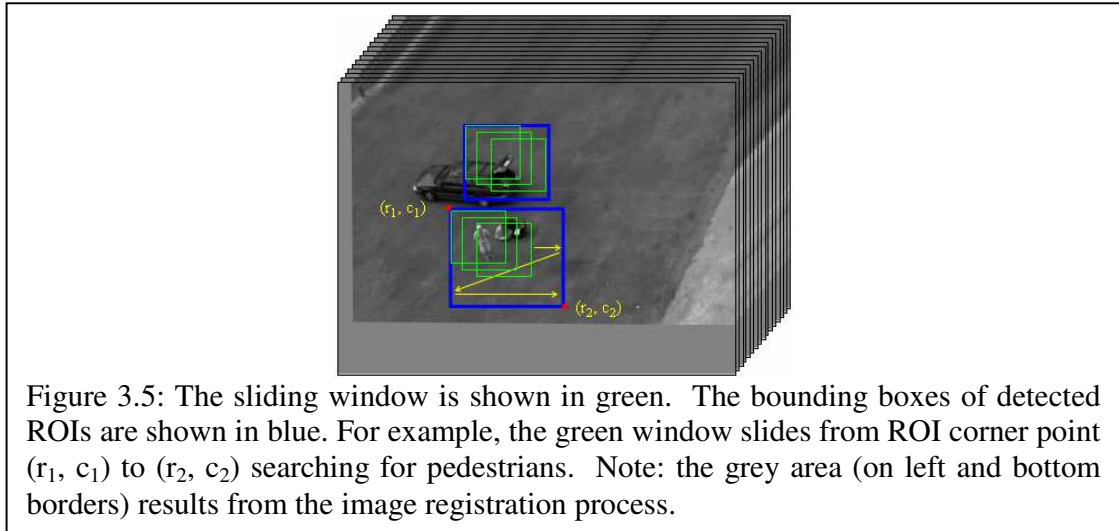 (r₁, c₁)
(r₂, c₂)
Figure 3.5: The sliding window is shown in green. The bounding boxes of detected
ROIs are shown in blue. For example, the green window slides from ROI corner point
(r₁, c₁) to (r₂, c₂) searching for pedestrians. Note: the grey area (on left and bottom
borders) results from the image registration process.